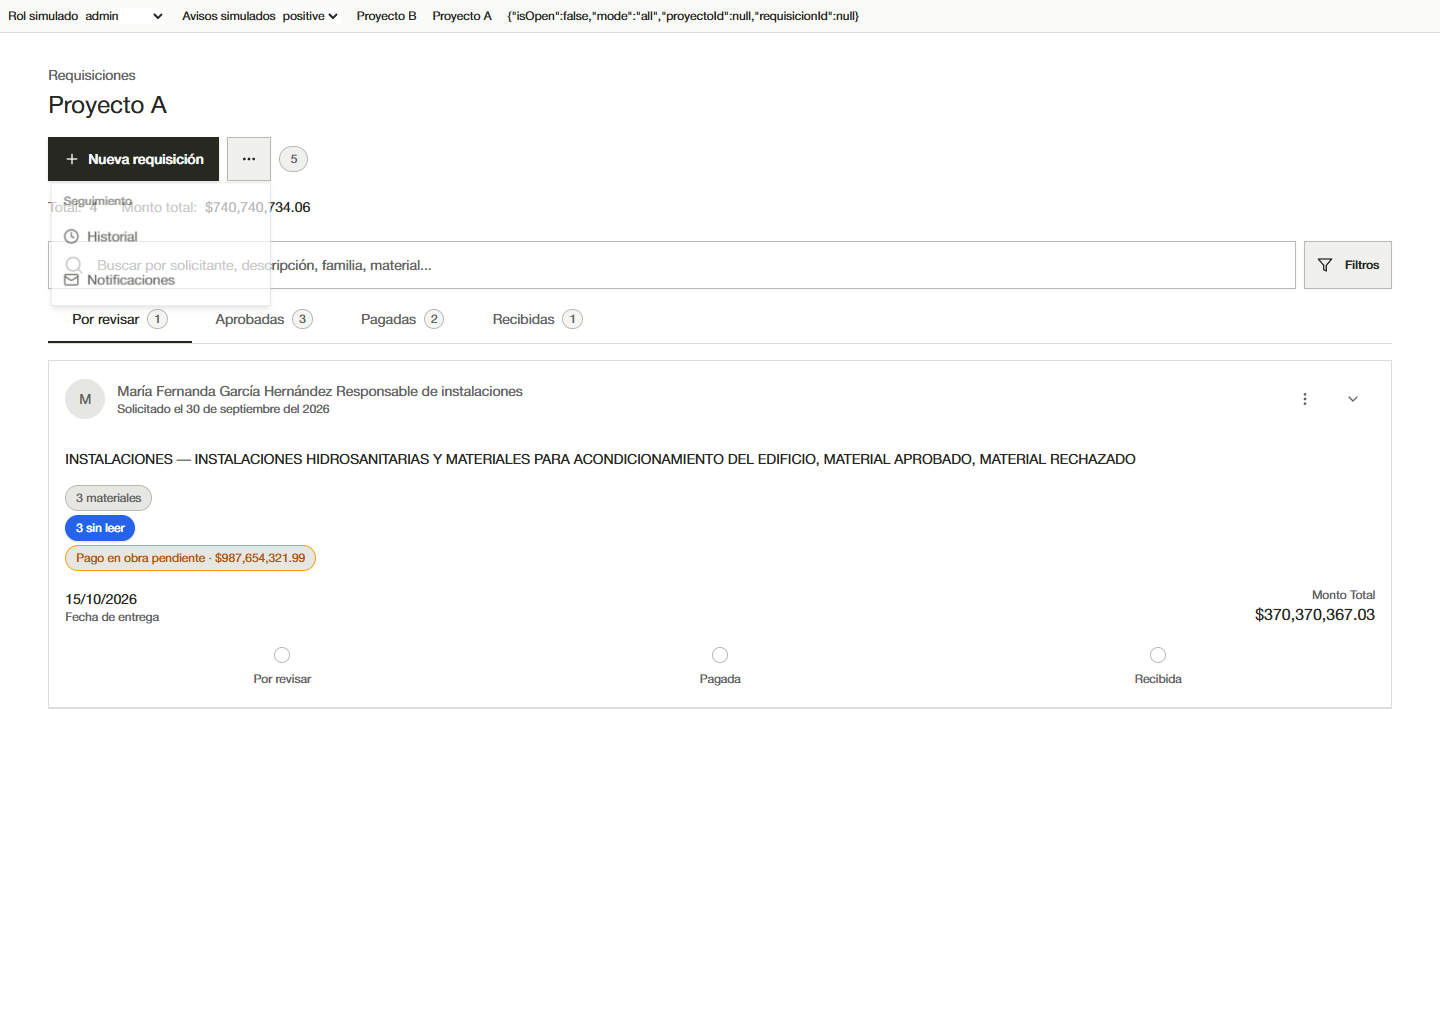 Rol simulado admin Avisos simulados positive Proyecto B Proyecto A {"isOpen":false,"mode":"all","proyectoId":null,"requisicionId":null}
Requisiciones
Proyecto A
Nueva requisición ··· 5
Seguimiento
Total: 4 Monto total: $740,740,734.06
Historial
Buscar por solicitante, descripción, familia, material...
Filtros
Notificaciones
Por revisar 1 Aprobadas 3 Pagadas 2 Recibidas 1
M
María Fernanda García Hernández Responsable de instalaciones
Solicitado el 30 de septiembre del 2026
INSTALACIONES — INSTALACIONES HIDROSANITARIAS Y MATERIALES PARA ACONDICIONAMIENTO DEL EDIFICIO, MATERIAL APROBADO, MATERIAL RECHAZADO
3 materiales
3 sin leer
Pago en obra pendiente · $987,654,321.99
15/10/2026
Fecha de entrega
Monto Total
$370,370,367.03
Por revisar Pagada Recibida